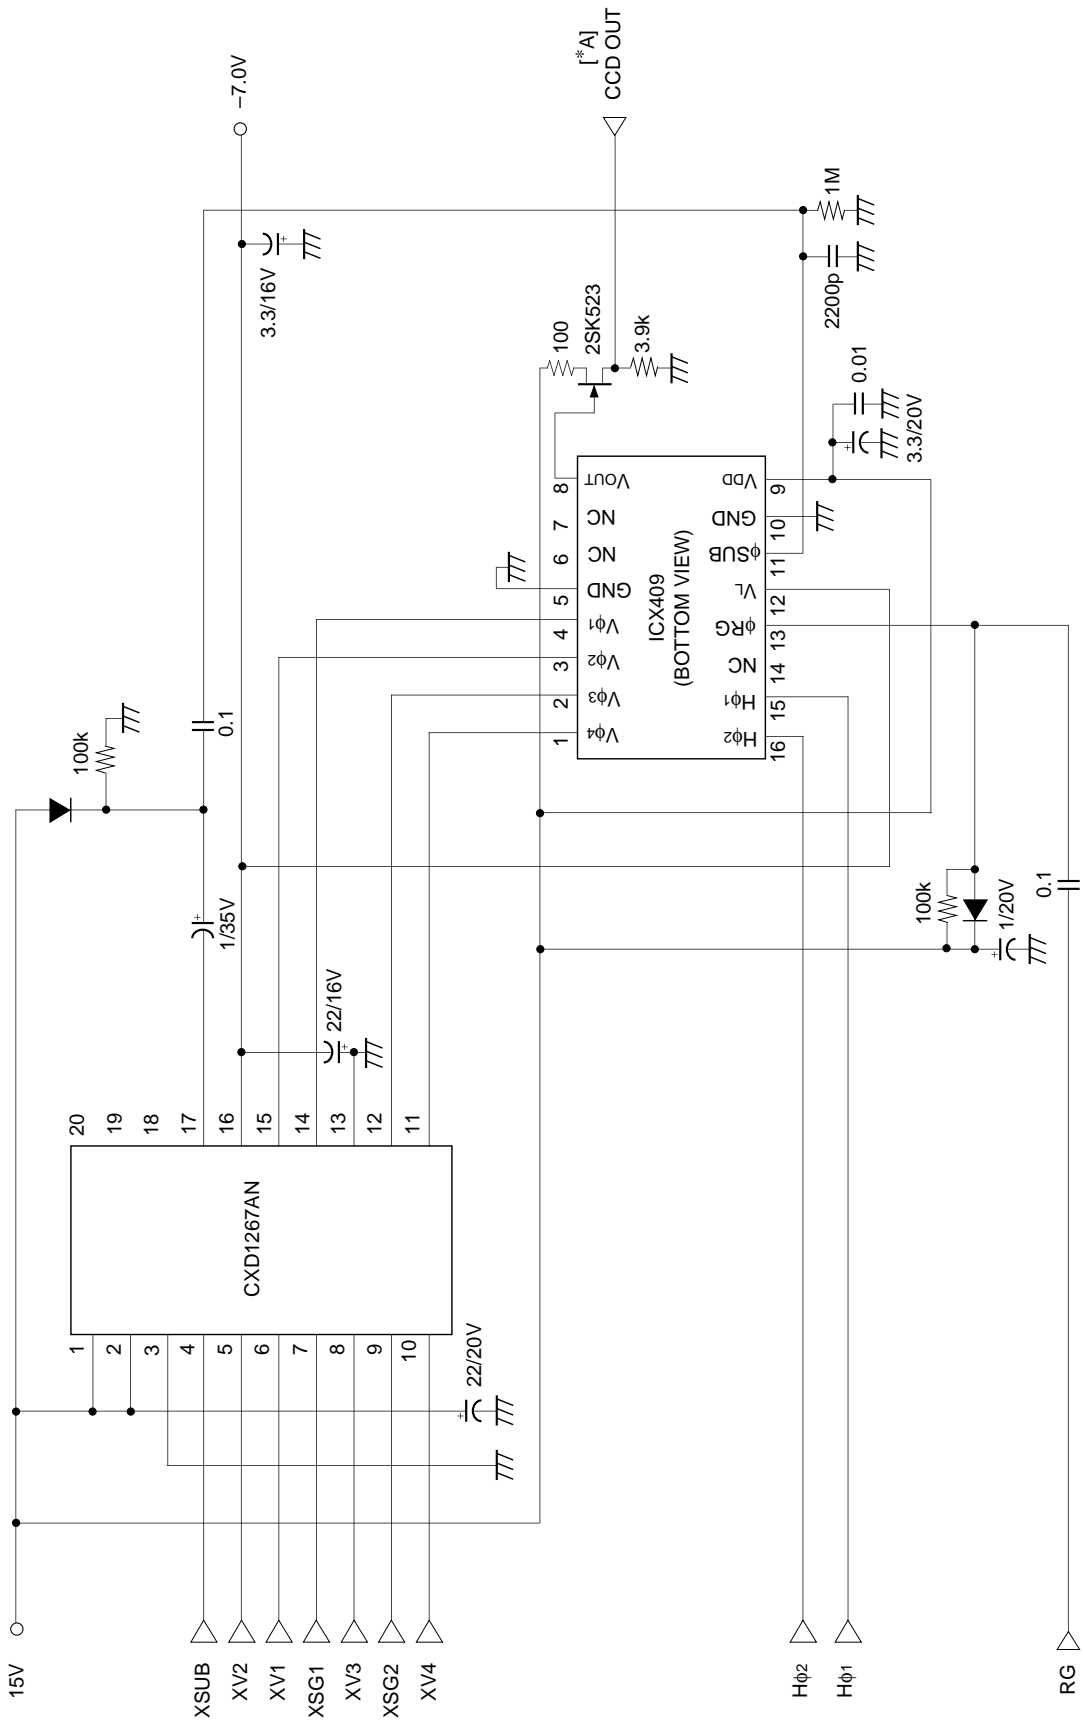 15V
XSUB
XV2
XV1
XSG1
XV3
XSG2
XV4
Hϕ2
Hϕ1
RG
1
2
3
4
5
6
7
8
9
10
CXD1267AN
20
19
18
17
16
15
14
13
12
11
22/20V
22/16V
1/35V
100k
0.1
–7.0V
3.3/16V
[*A]
CCD OUT
100
2SK523
3.9k
1M
2200p
0.01
3.3/20V
ICX409
(BOTTOM VIEW)
1
2
3
4
5
6
7
8
Vϕ4
Vϕ3
Vϕ2
Vϕ1
GND
NC
NC
VOUT
Hϕ2
Hϕ1
NC
ϕRG
VL
ϕSUB
GND
VDD
16
15
14
13
12
11
10
9
100k
1/20V
0.1